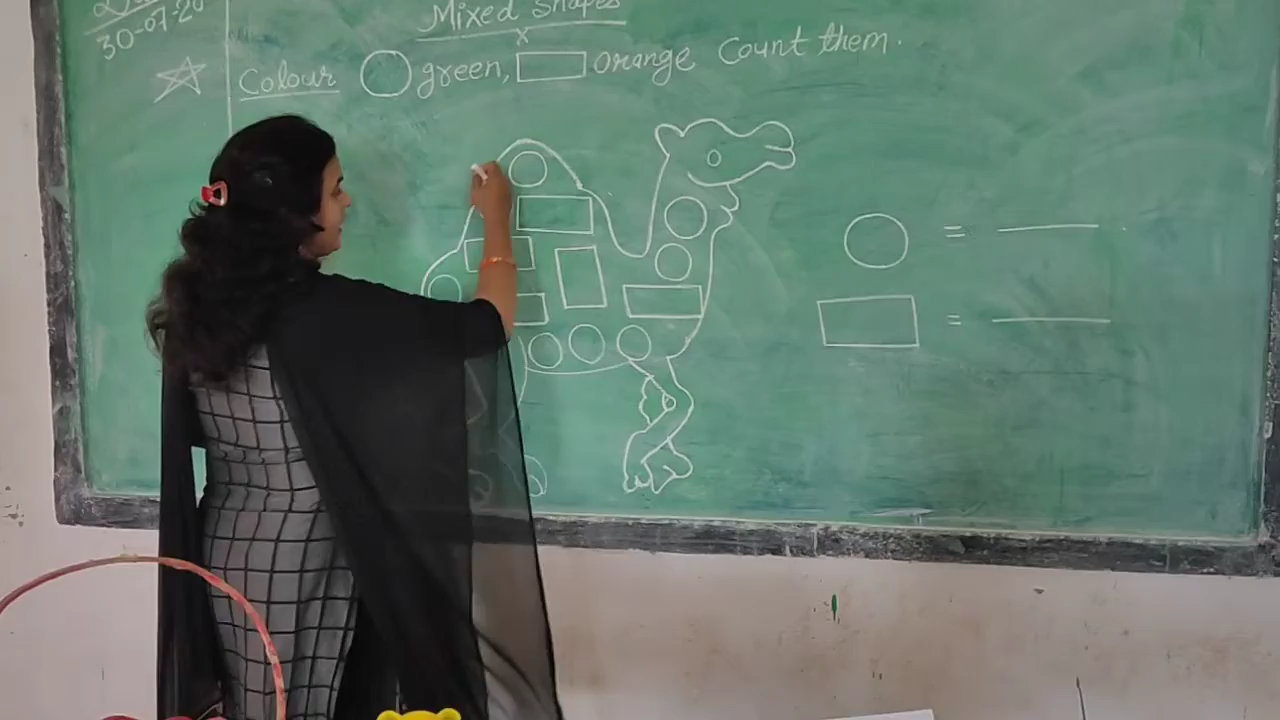 30-07-20
Mixed Shapes
Colour green, orange Count them.
= 
=